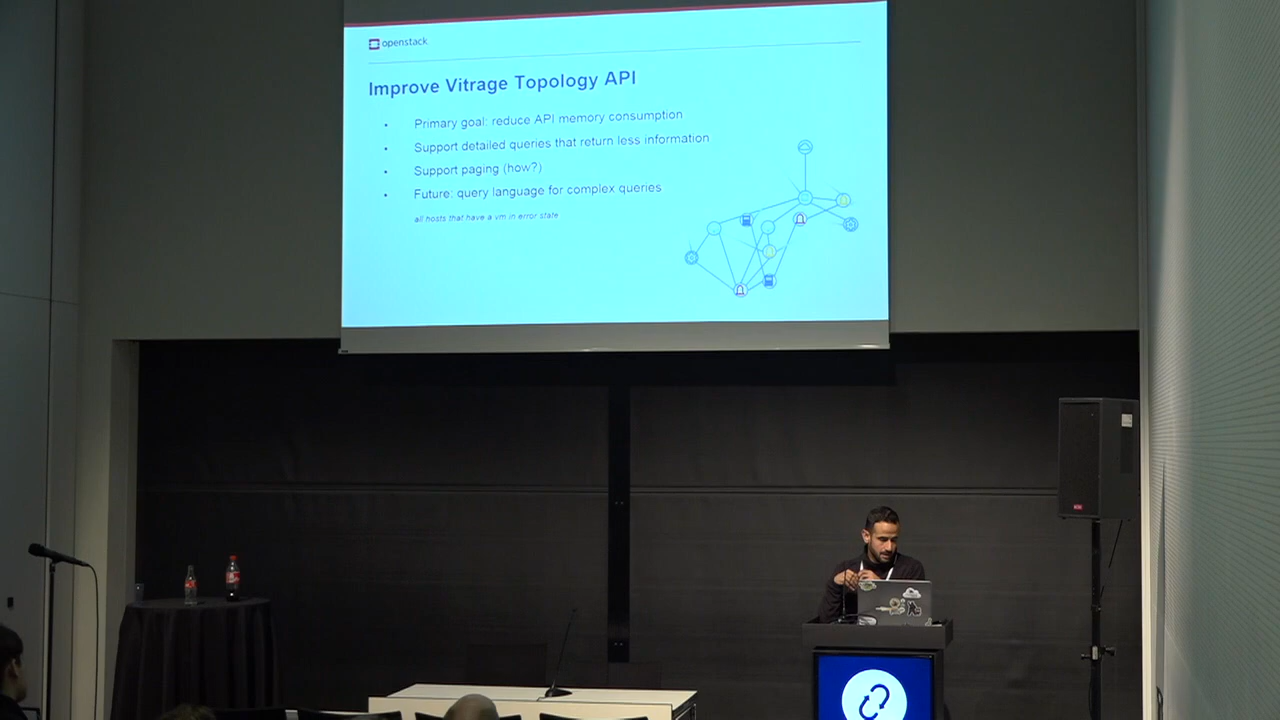 openstack.
Improve Vitrage Topology API
• Primary goal: reduce API memory consumption
• Support detailed queries that return less information
• Support paging (how?)
• Future: query language for complex queries
all hosts that have a vm in error state